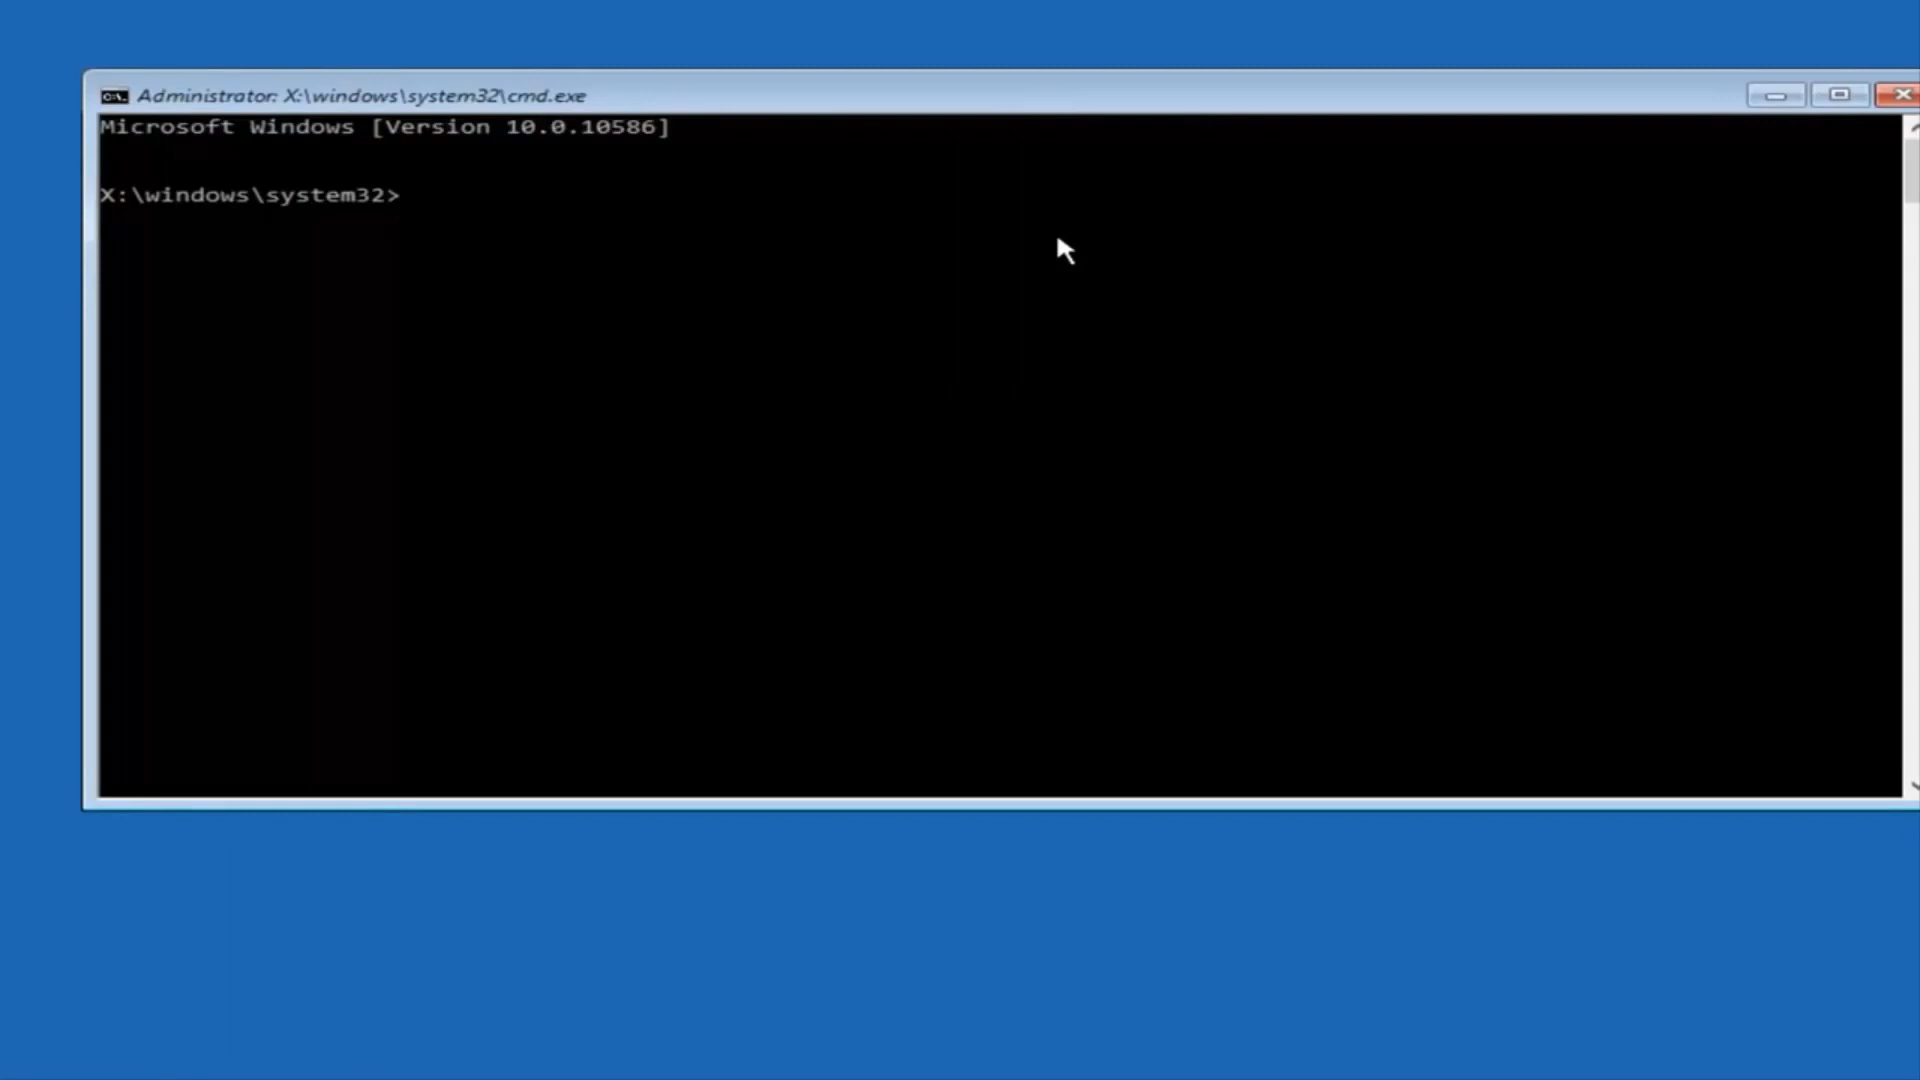 Administrator: X:\windows\system32\cmd.exe
Microsoft Windows [Version 10.0.10586]
X:\windows\system32>